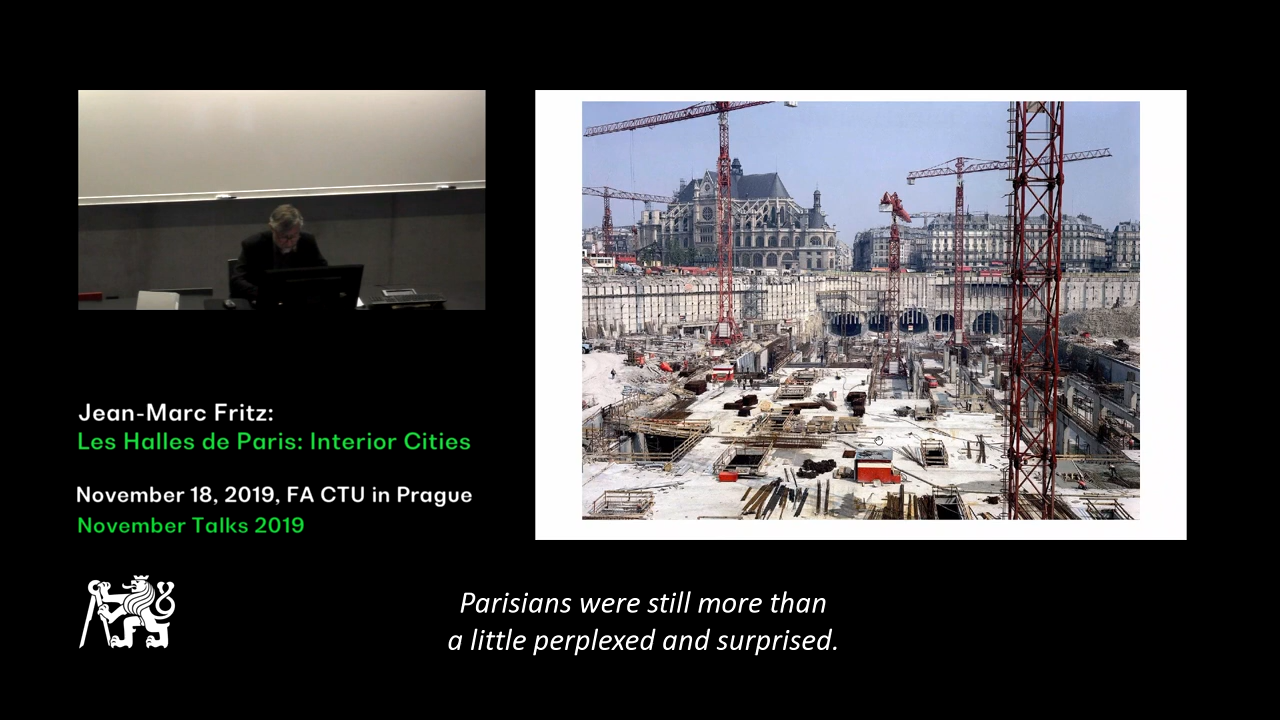 Jean-Marc Fritz:
Les Halles de Paris: Interior Cities
November 18, 2019, FA CTU in Prague
November Talks 2019
Parisians were still more than
a little perplexed and surprised.